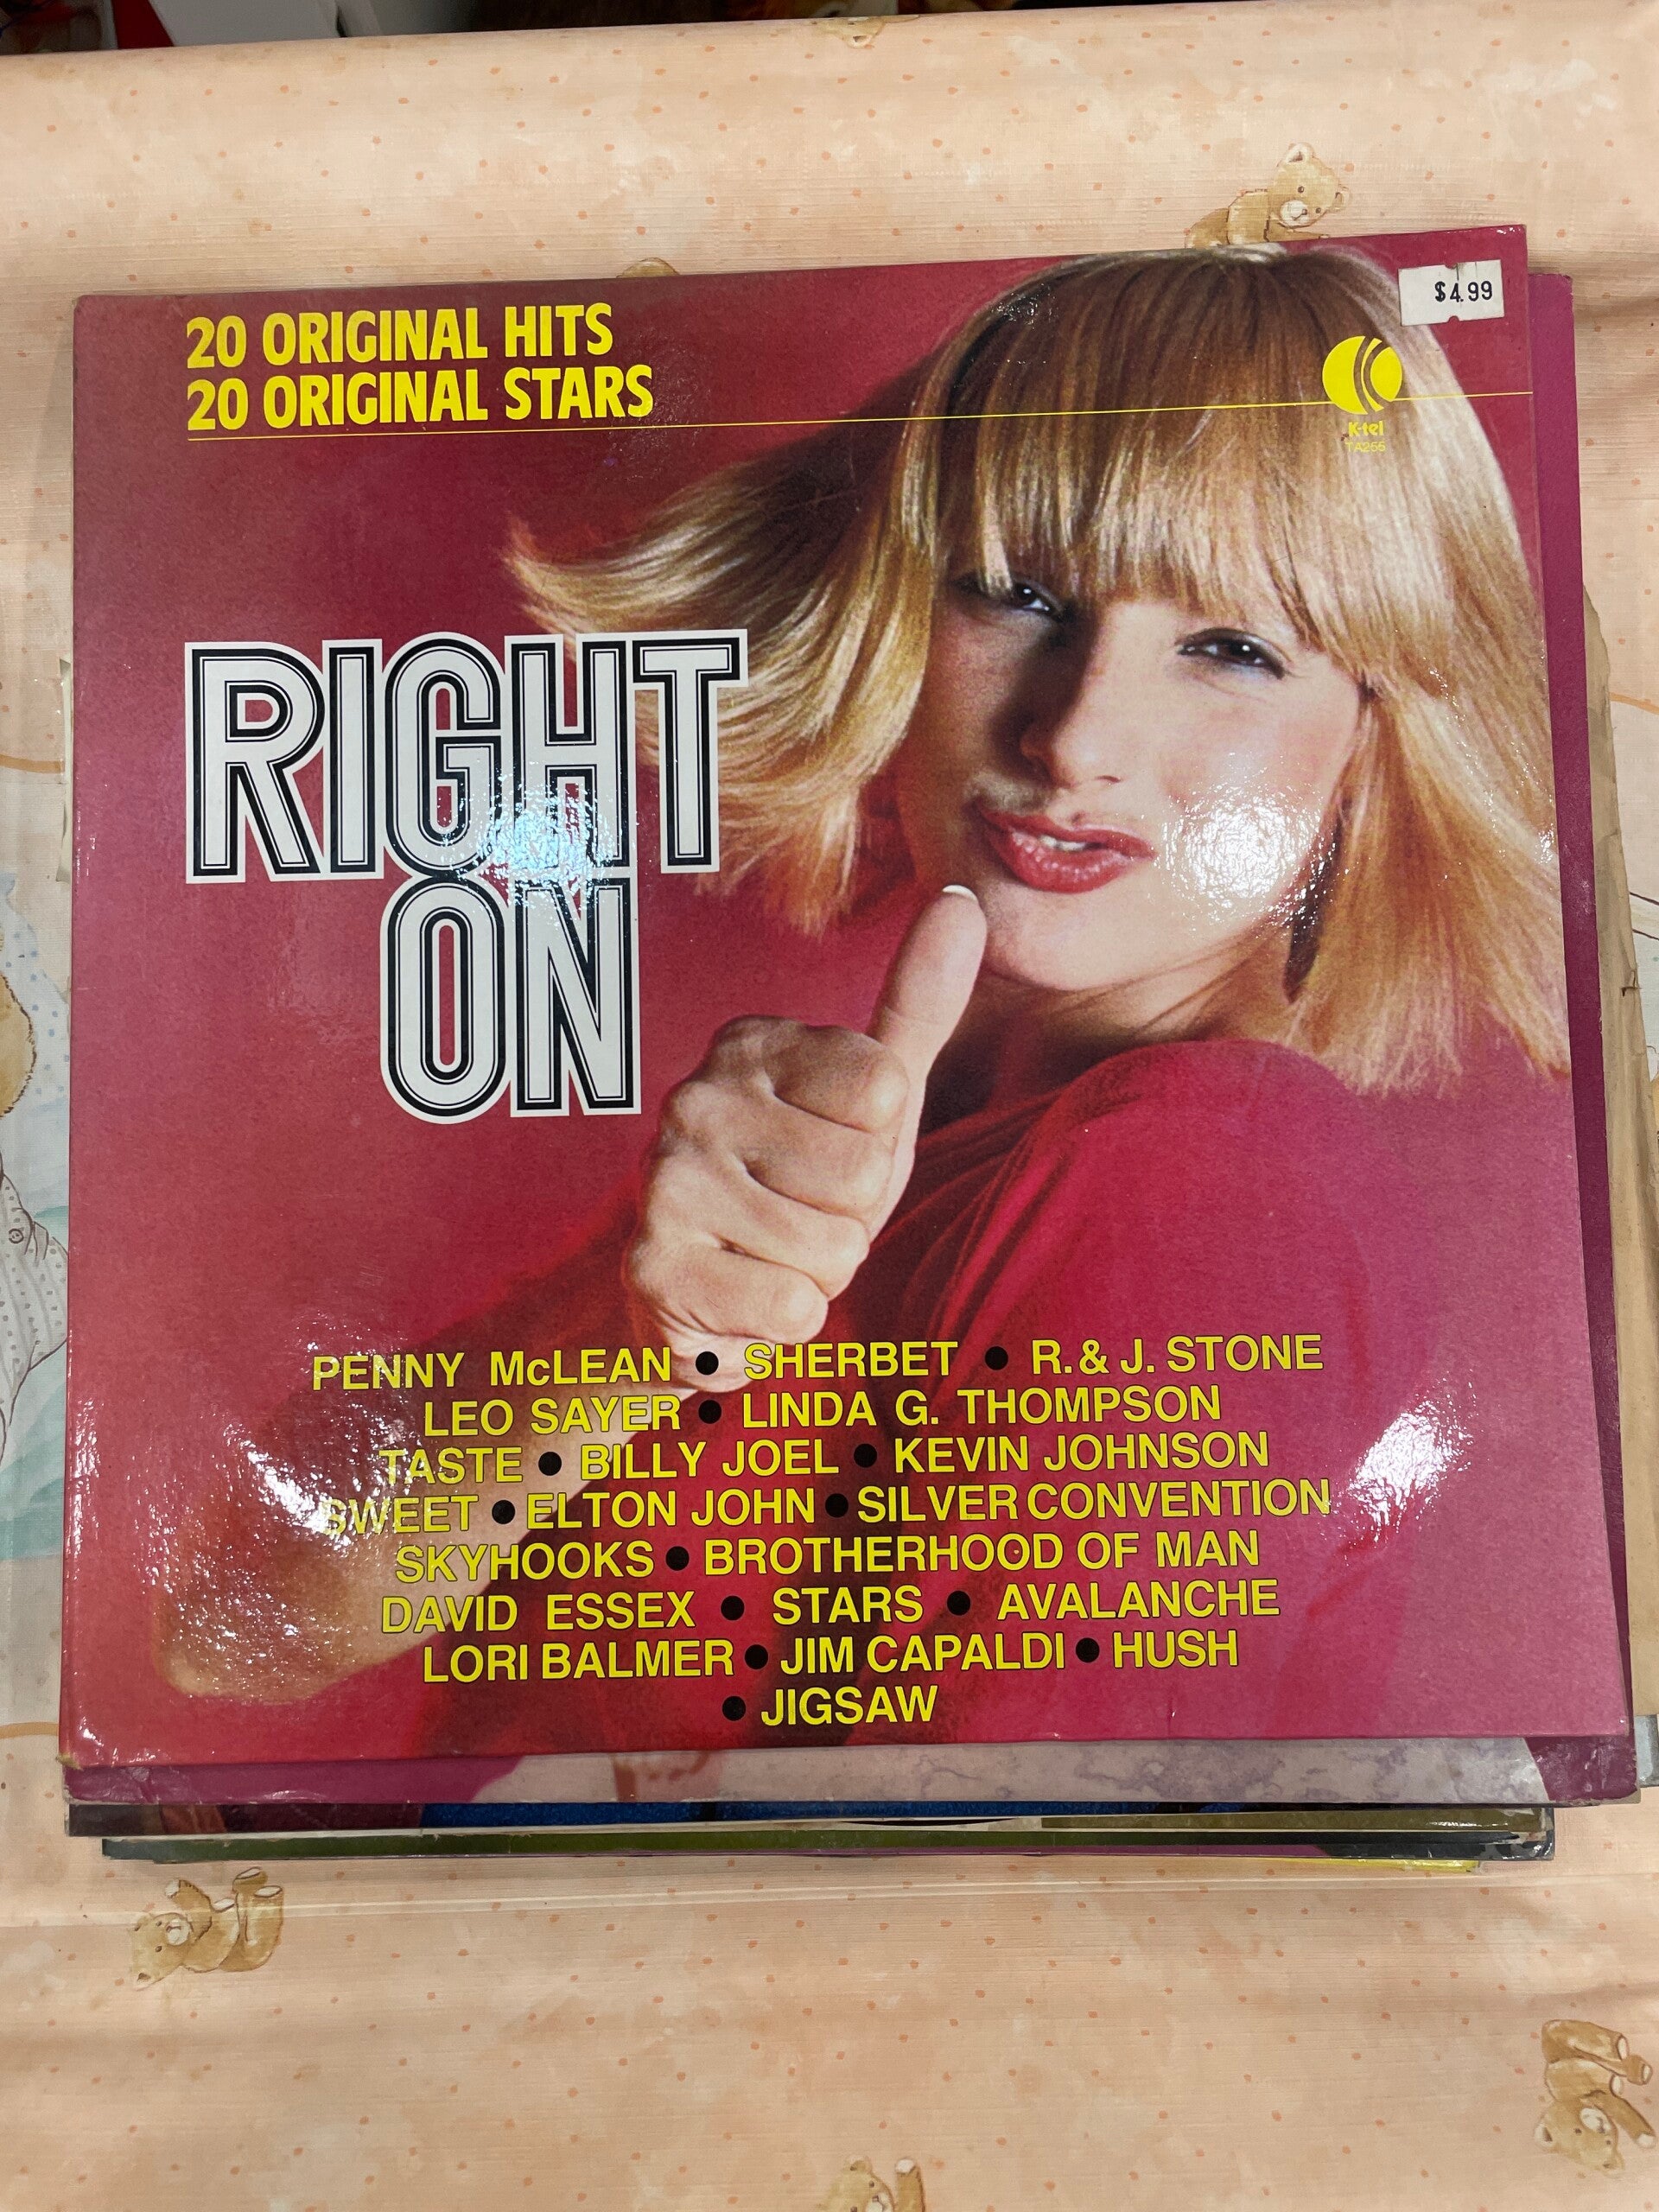 $4.99
20 ORIGINAL HITS
20 ORIGINAL STARS
K-tel
TA255
RIGHT
ON
PENNY McLEAN • SHERBET • R. & J. STONE
LEO SAYER • LINDA G. THOMPSON
TASTE • BILLY JOEL • KEVIN JOHNSON
SWEET • ELTON JOHN • SILVER CONVENTION
SKYHOOKS • BROTHERHOOD OF MAN
DAVID ESSEX • STARS • AVALANCHE
LORI BALMER • JIM CAPALDI • HUSH
• JIGSAW